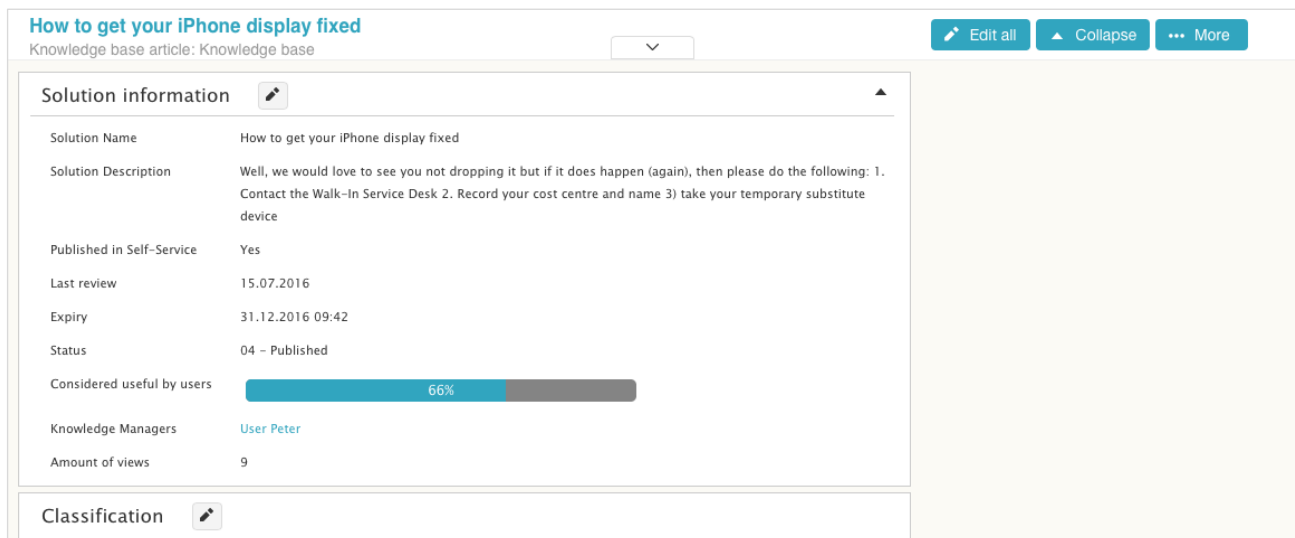 How to get your iPhone display fixed
Knowledge base article: Knowledge base
Edit all
Collapse
More
Solution information
Solution Name How to get your iPhone display fixed
Solution Description Well, we would love to see you not dropping it but if it does happen (again), then please do the following: 1.
Contact the Walk-In Service Desk 2. Record your cost centre and name 3) take your temporary substitute
device
Published in Self-Service Yes
Last review 15.07.2016
Expiry 31.12.2016 09:42
Status 04 - Published
Considered useful by users 66%
Knowledge Managers User Peter
Amount of views 9
Classification